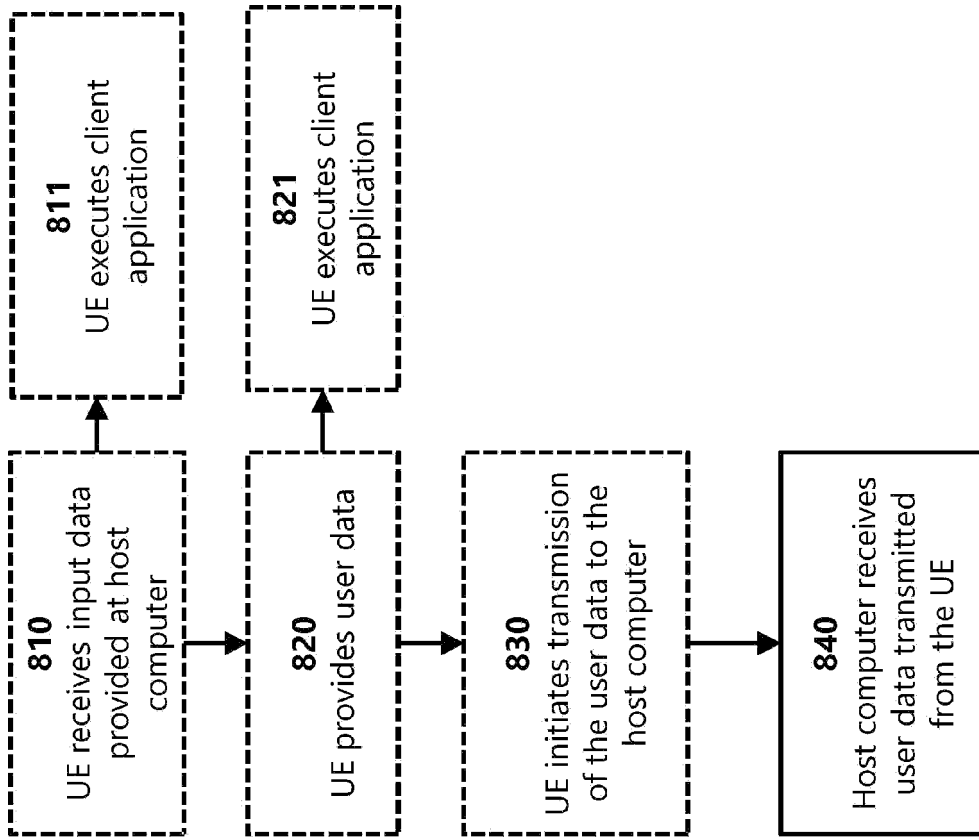 810
UE receives input data
provided at host
computer
811
UE executes client
application
820
UE provides user data
821
UE executes client
application
830
UE initiates transmission
of the user data to the
host computer
840
Host computer receives
user data transmitted
from the UE